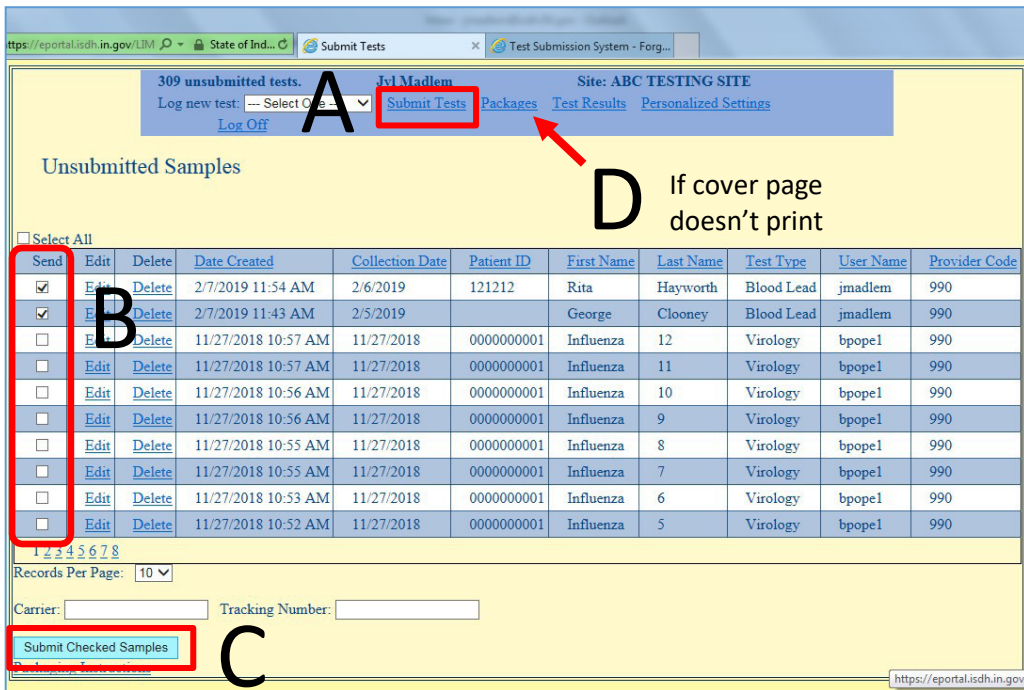 ttps://eportal.isdh.in.gov/LIM State of Ind... Submit Tests Test Submission System - Forg...
309 unsubmitted tests. Jyl Madlem Site: ABC TESTING SITE
Log new test: --- Select One --- Submit Tests Packages Test Results Personalized Settings
Log Off
A
Unsubmitted Samples
D If cover page
doesn't print
Select All
Send Edit Delete Date Created Collection Date Patient ID First Name Last Name Test Type User Name Provider Code
Edit Delete 2/7/2019 11:54 AM 2/6/2019 121212 Rita Hayworth Blood Lead jmadlem 990
Edit Delete 2/7/2019 11:43 AM 2/5/2019 George Clooney Blood Lead jmadlem 990
B
Edit Delete 11/27/2018 10:57 AM 11/27/2018 0000000001 Influenza 12 Virology bpope1 990
Edit Delete 11/27/2018 10:57 AM 11/27/2018 0000000001 Influenza 11 Virology bpope1 990
Edit Delete 11/27/2018 10:56 AM 11/27/2018 0000000001 Influenza 10 Virology bpope1 990
Edit Delete 11/27/2018 10:56 AM 11/27/2018 0000000001 Influenza 9 Virology bpope1 990
Edit Delete 11/27/2018 10:55 AM 11/27/2018 0000000001 Influenza 8 Virology bpope1 990
Edit Delete 11/27/2018 10:55 AM 11/27/2018 0000000001 Influenza 7 Virology bpope1 990
Edit Delete 11/27/2018 10:53 AM 11/27/2018 0000000001 Influenza 6 Virology bpope1 990
Edit Delete 11/27/2018 10:52 AM 11/27/2018 0000000001 Influenza 5 Virology bpope1 990
1 2 3 4 5 6 7 8
Records Per Page: 10
Carrier: Tracking Number:
Submit Checked Samples
C
Packaging Instructions
https://eportal.isdh.in.gov